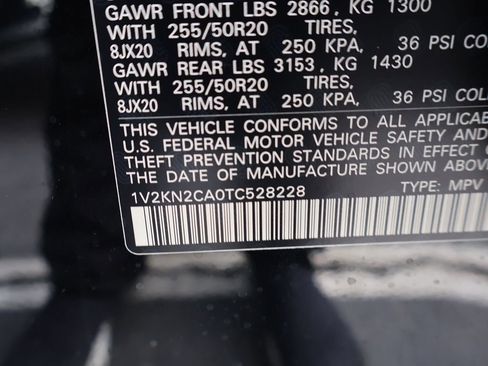 GAWR FRONT LBS 2866, KG 1300
WITH 255/50R20 TIRES,
8JX20 RIMS, AT 250 KPA, 36 PSI COL
GAWR REAR LBS 3153, KG 1430
WITH 255/50R20 TIRES,
8JX20 RIMS, AT 250 KPA, 36 PSI COL
THIS VEHICLE CONFORMS TO ALL APPLICAB
U.S. FEDERAL MOTOR VEHICLE SAFETY AND
THEFT PREVENTION STANDARDS IN EFFECT O
THE DATE OF MANUFACTURE SHOWN ABOVE
1V2KN2CA0TC528228 TYPE: MPV